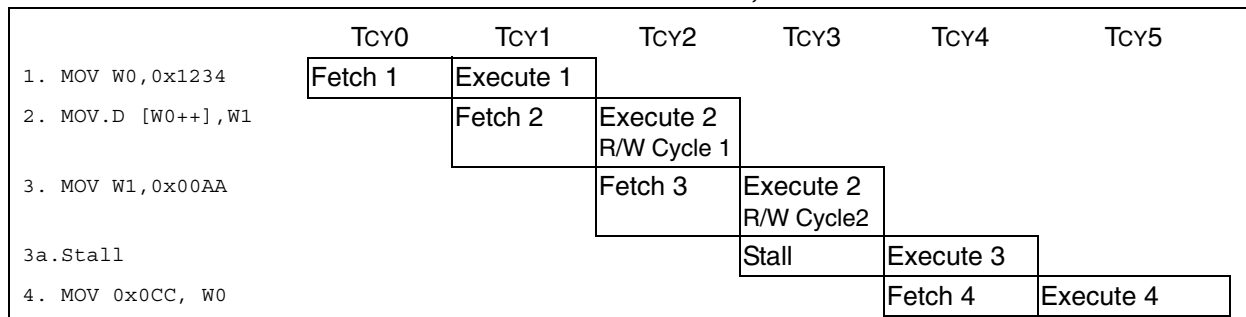 TCY0 TCY1 TCY2 TCY3 TCY4 TCY5
1. MOV W0,0x1234 Fetch 1 Execute 1
2. MOV.D [W0++],W1 Fetch 2 Execute 2
R/W Cycle 1
3. MOV W1,0x00AA Fetch 3 Execute 2
R/W Cycle2
3a.Stall Stall Execute 3
4. MOV 0x0CC, W0 Fetch 4 Execute 4